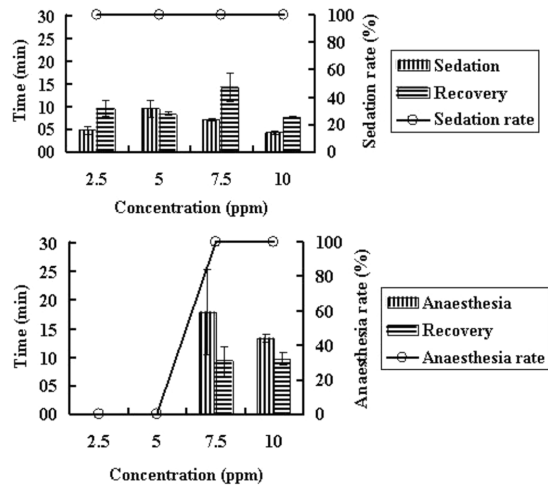 Time (min)
30
25
20
15
10
05
00
100
80
60
40
20
0
Sedation rate (%)
2.5 5 7.5 10
Concentration (ppm)
Sedation
Recovery
Sedation rate
Time (min)
30
25
20
15
10
05
00
100
80
60
40
20
0
Anaesthesia rate (%)
2.5 5 7.5 10
Concentration (ppm)
Anaesthesia
Recovery
Anaesthesia rate